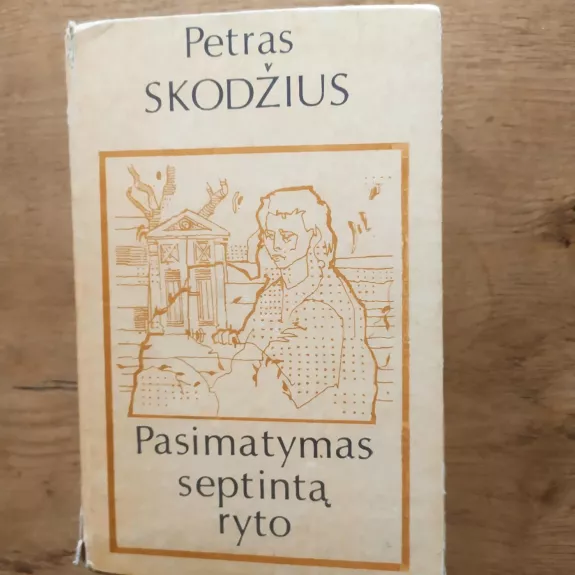 Petras
SKODŽIUS
Pasimatymas
septintą
ryto